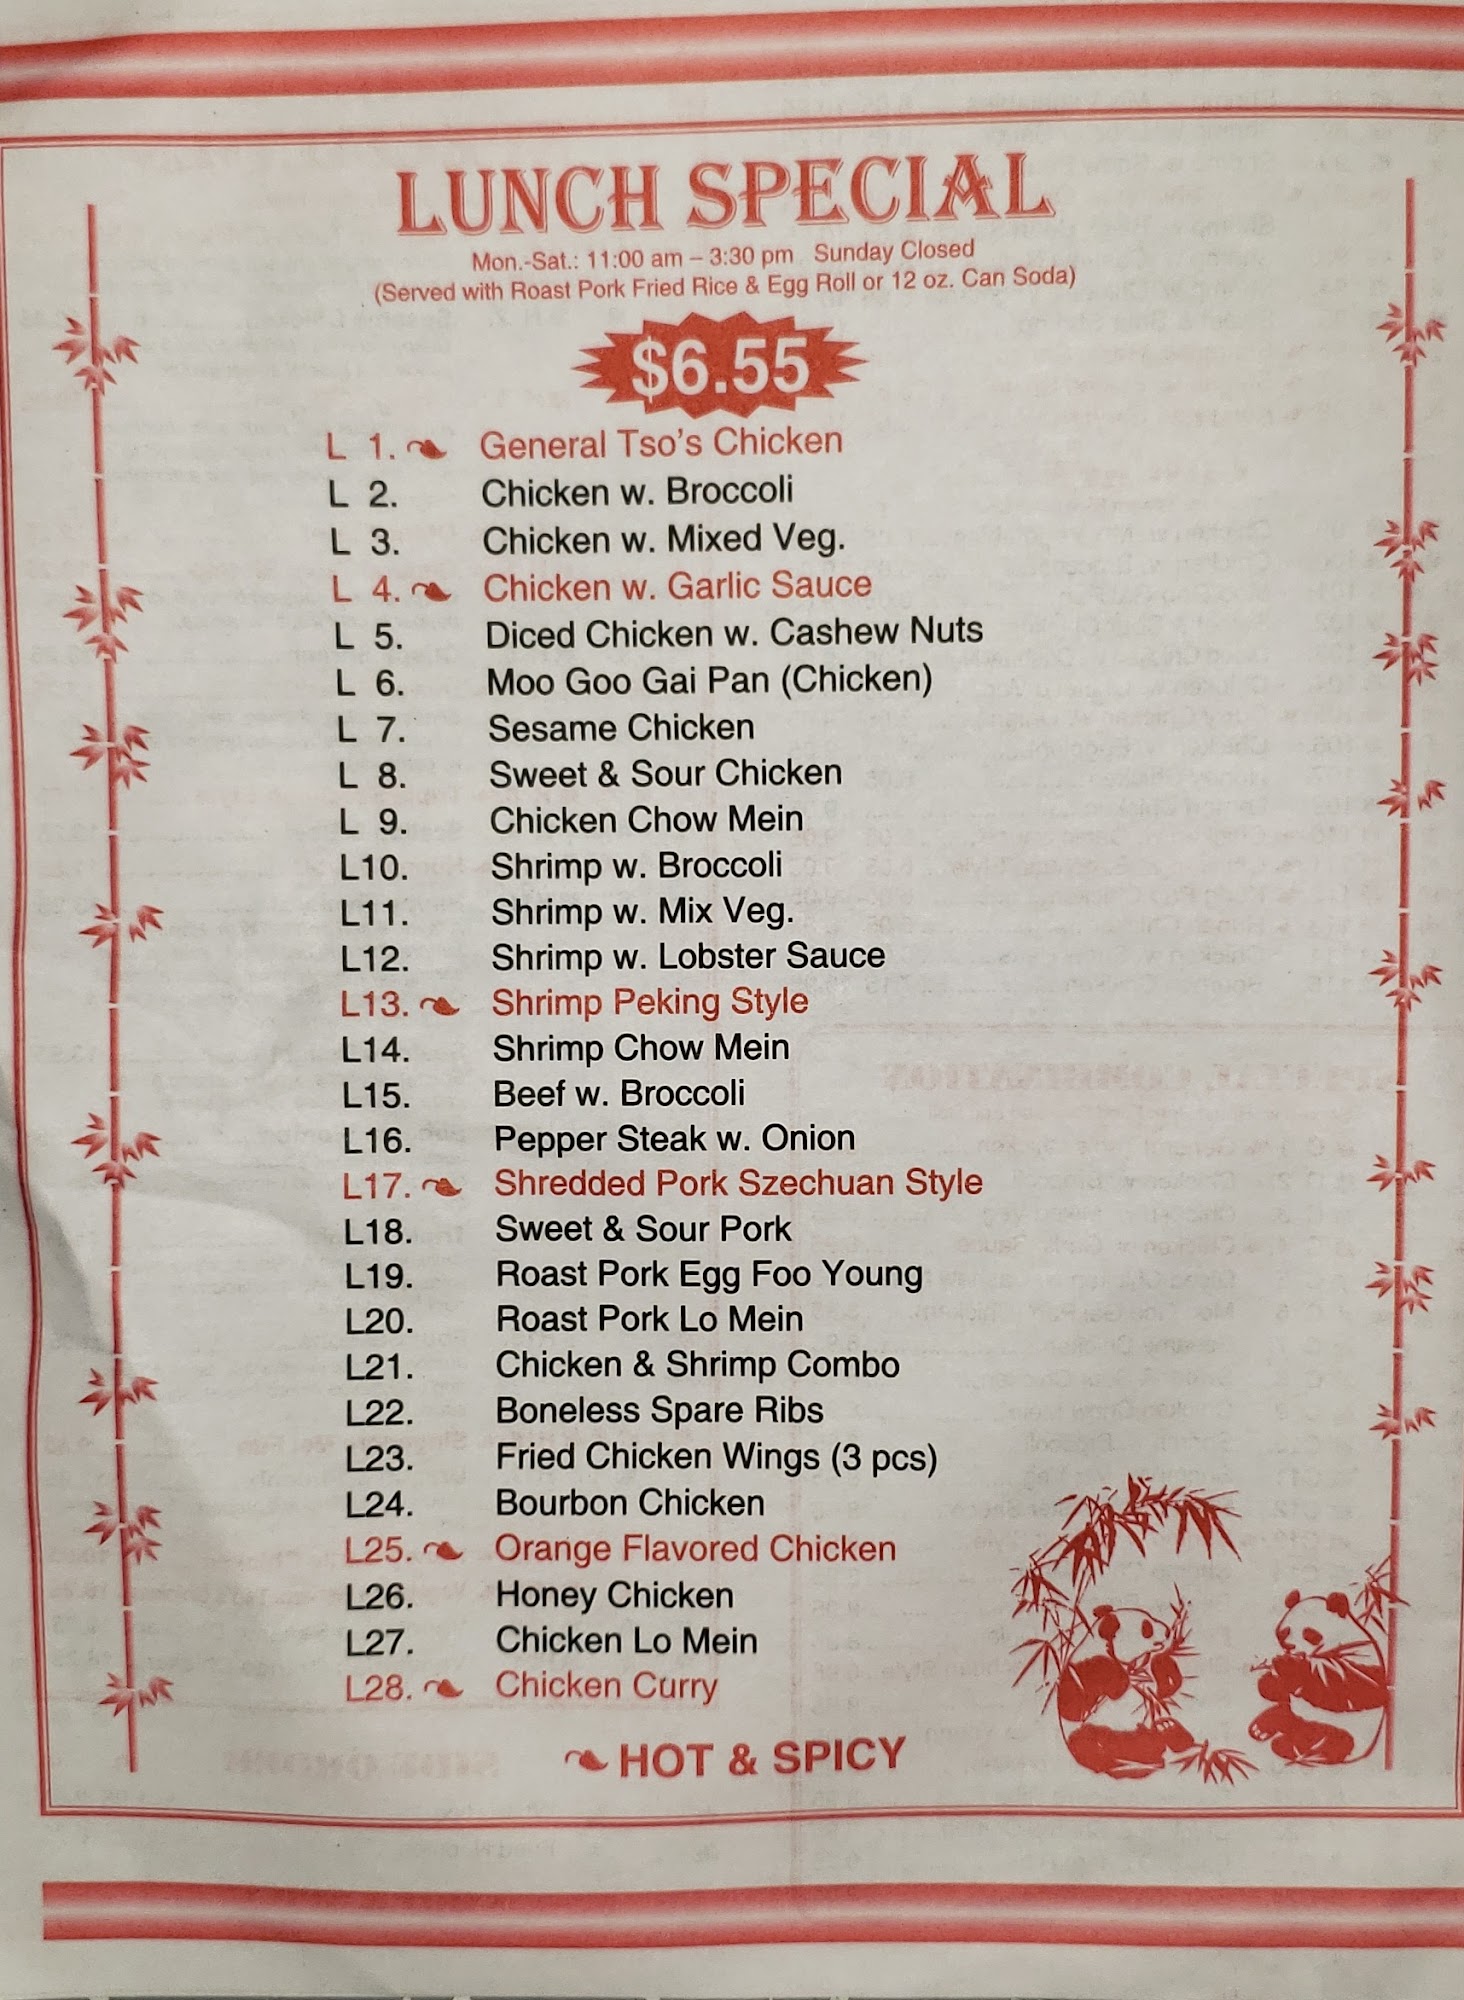 LUNCH SPECIAL
Mon.-Sat.: 11:00 am – 3:30 pm Sunday Closed
(Served with Roast Pork Fried Rice & Egg Roll or 12 oz. Can Soda)
$6.55
L 1. General Tso's Chicken
L 2. Chicken w. Broccoli
L 3. Chicken w. Mixed Veg.
L 4. Chicken w. Garlic Sauce
L 5. Diced Chicken w. Cashew Nuts
L 6. Moo Goo Gai Pan (Chicken)
L 7. Sesame Chicken
L 8. Sweet & Sour Chicken
L 9. Chicken Chow Mein
L10. Shrimp w. Broccoli
L11. Shrimp w. Mix Veg.
L12. Shrimp w. Lobster Sauce
L13. Shrimp Peking Style
L14. Shrimp Chow Mein
L15. Beef w. Broccoli
L16. Pepper Steak w. Onion
L17. Shredded Pork Szechuan Style
L18. Sweet & Sour Pork
L19. Roast Pork Egg Foo Young
L20. Roast Pork Lo Mein
L21. Chicken & Shrimp Combo
L22. Boneless Spare Ribs
L23. Fried Chicken Wings (3 pcs)
L24. Bourbon Chicken
L25. Orange Flavored Chicken
L26. Honey Chicken
L27. Chicken Lo Mein
L28. Chicken Curry
HOT & SPICY